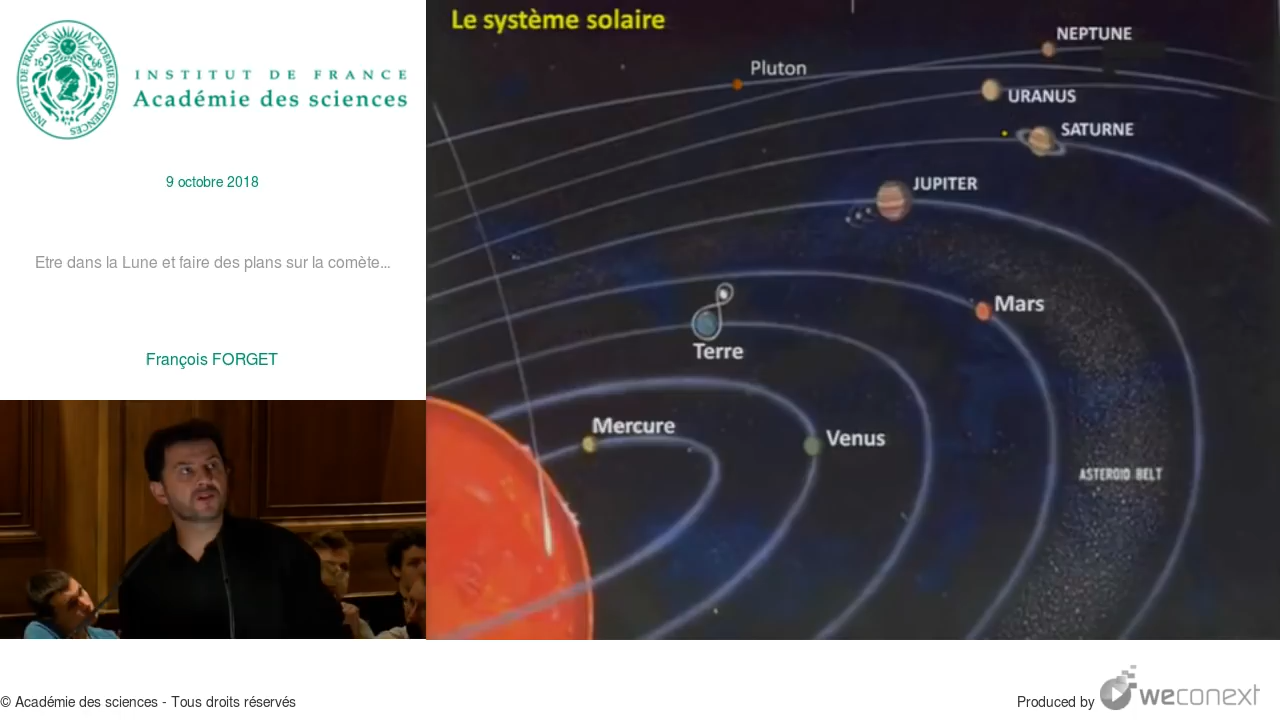 INSTITUT DE FRANCE
Académie des sciences
9 octobre 2018
Etre dans la Lune et faire des plans sur la comète...
François FORGET
Le système solaire
NEPTUNE
Pluton
URANUS
SATURNE
JUPITER
Mars
Terre
Mercure
Venus
ASTEROID BELT
© Académie des sciences - Tous droits réservés
Produced by weconext